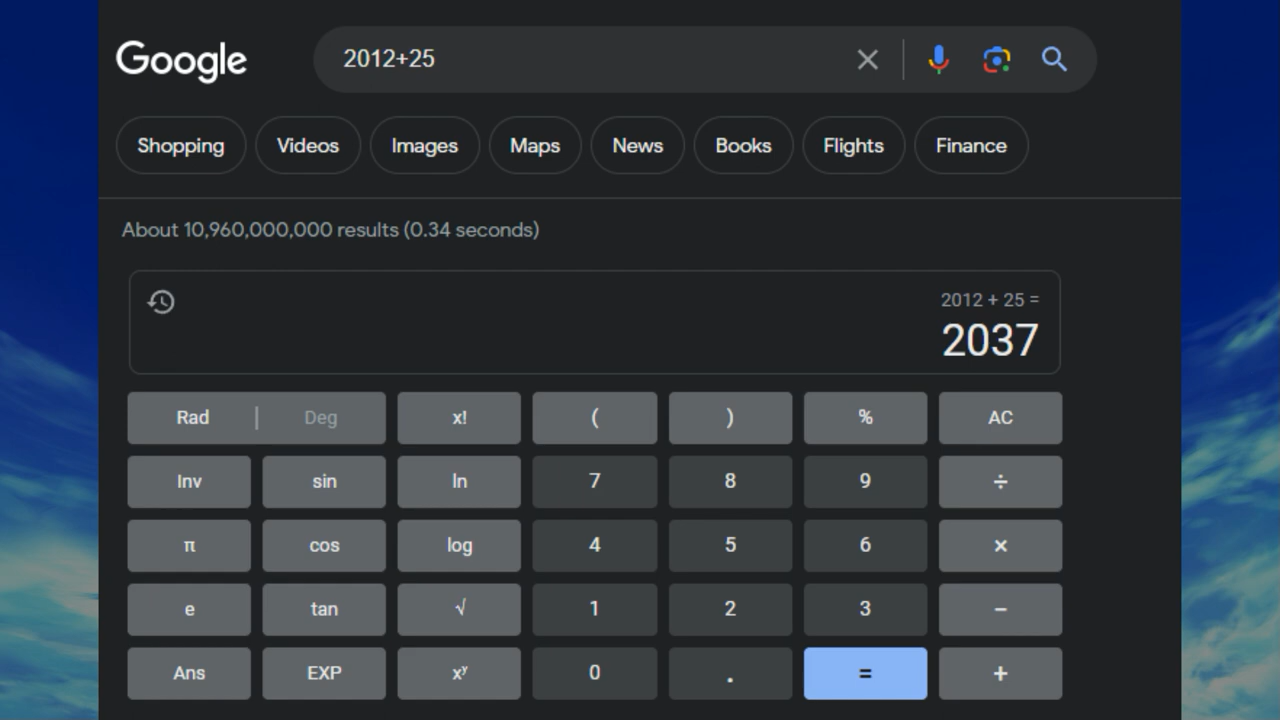 Google
2012+25
Shopping Videos Images Maps News Books Flights Finance
About 10,960,000,000 results (0.34 seconds)
2012 + 25 =
2037
Rad | Deg x! ( ) % AC
Inv sin ln 7 8 9 ÷
π cos log 4 5 6 ×
e tan √ 1 2 3 −
Ans EXP xʸ 0 . = +